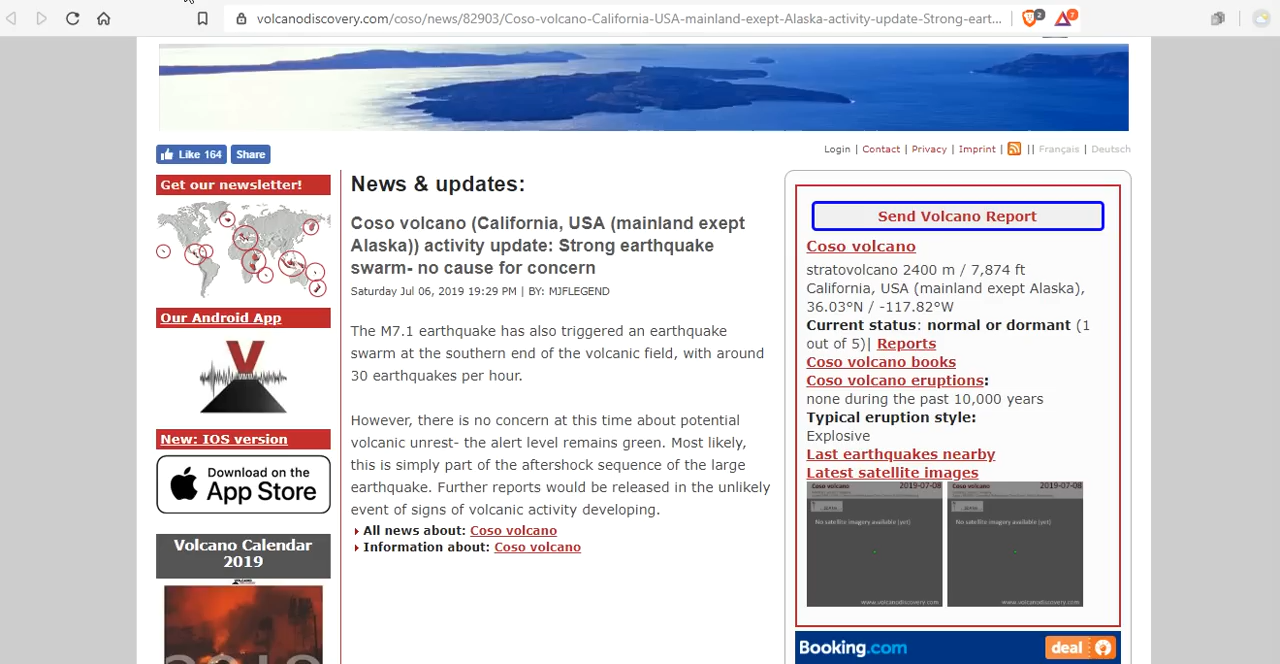 volcanodiscovery.com/coso/news/82903/Coso-volcano-California-USA-mainland-exept-Alaska-activity-update-Strong-eart...
2
7
Like 164
Share
Login | Contact | Privacy | Imprint | || Français | Deutsch
Get our newsletter!
Our Android App
New: IOS version
Download on the
App Store
Volcano Calendar
2019
News & updates:
Coso volcano (California, USA (mainland exept
Alaska)) activity update: Strong earthquake
swarm- no cause for concern
Saturday Jul 06, 2019 19:29 PM | BY: MJFLEGEND
The M7.1 earthquake has also triggered an earthquake
swarm at the southern end of the volcanic field, with around
30 earthquakes per hour.
However, there is no concern at this time about potential
volcanic unrest- the alert level remains green. Most likely,
this is simply part of the aftershock sequence of the large
earthquake. Further reports would be released in the unlikely
event of signs of volcanic activity developing.
All news about: Coso volcano
Information about: Coso volcano
Send Volcano Report
Coso volcano
stratovolcano 2400 m / 7,874 ft
California, USA (mainland exept Alaska),
36.03°N / -117.82°W
Current status: normal or dormant (1
out of 5)| Reports
Coso volcano books
Coso volcano eruptions:
none during the past 10,000 years
Typical eruption style:
Explosive
Last earthquakes nearby
Latest satellite images
Coso volcano 2019-07-08
No satellite imagery available (yet)
www.volcanodiscovery.com
Coso volcano 2019-07-08
No satellite imagery available (yet)
www.volcanodiscovery.com
Booking.com
deal